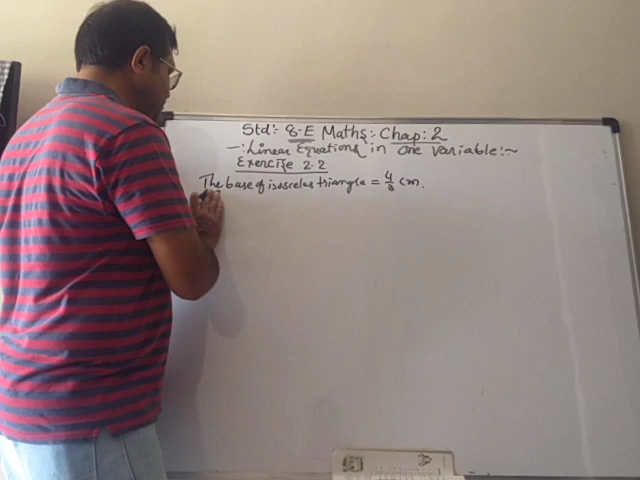 Std:- 8-E Maths:- Chap: 2
-: Linear Equations in One Variable :-
Exercise 2.2
The base of isosceles triangle = 4/3 cm.